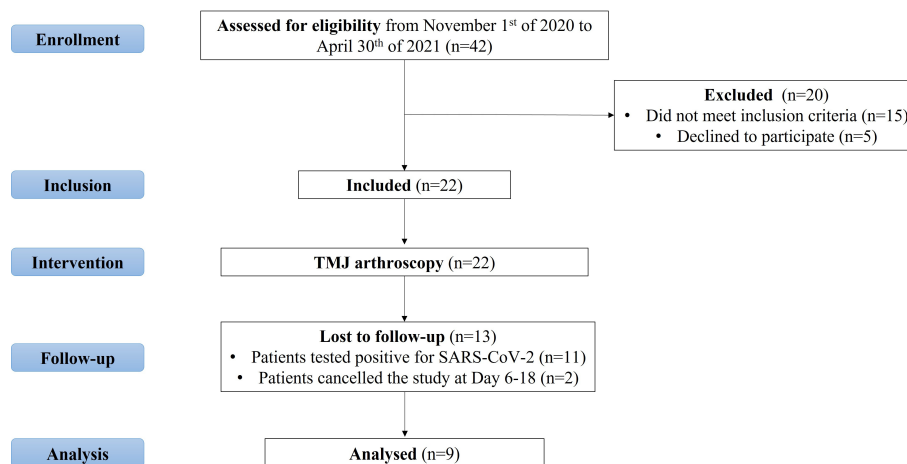 Enrollment
Assessed for eligibility from November 1st of 2020 to
April 30th of 2021 (n=42)
Excluded (n=20)
• Did not meet inclusion criteria (n=15)
• Declined to participate (n=5)
Inclusion
Included (n=22)
Intervention
TMJ arthroscopy (n=22)
Follow-up
Lost to follow-up (n=13)
• Patients tested positive for SARS-CoV-2 (n=11)
• Patients cancelled the study at Day 6-18 (n=2)
Analysis
Analysed (n=9)